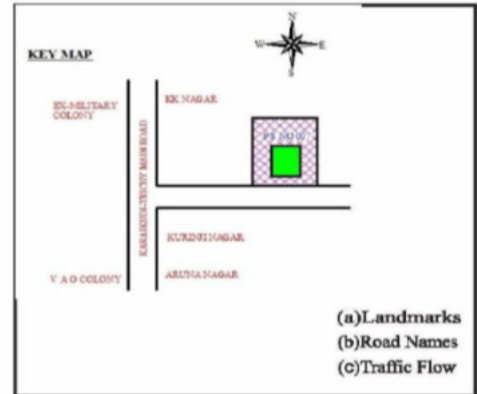 N
W E
S
KEY MAP
EX-MILITARY
COLONY
KK NAGAR
KARAIKUDI-TRICHY MAIN ROAD
KURINJI NAGAR
V A O COLONY
ARUNA NAGAR
(a)Landmarks
(b)Road Names
(c)Traffic Flow